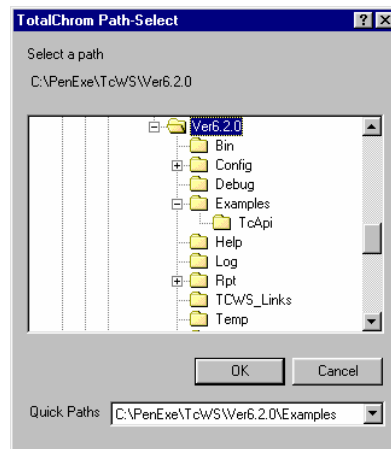 TotalChrom Path-Select
Select a path
C:\PenExe\TcWS\Ver6.2.0
Ver6.2.0
Bin
Config
Debug
Examples
TcApi
Help
Log
Rpt
TCWS_Links
Temp
OK Cancel
Quick Paths C:\PenExe\TcWS\Ver6.2.0\Examples